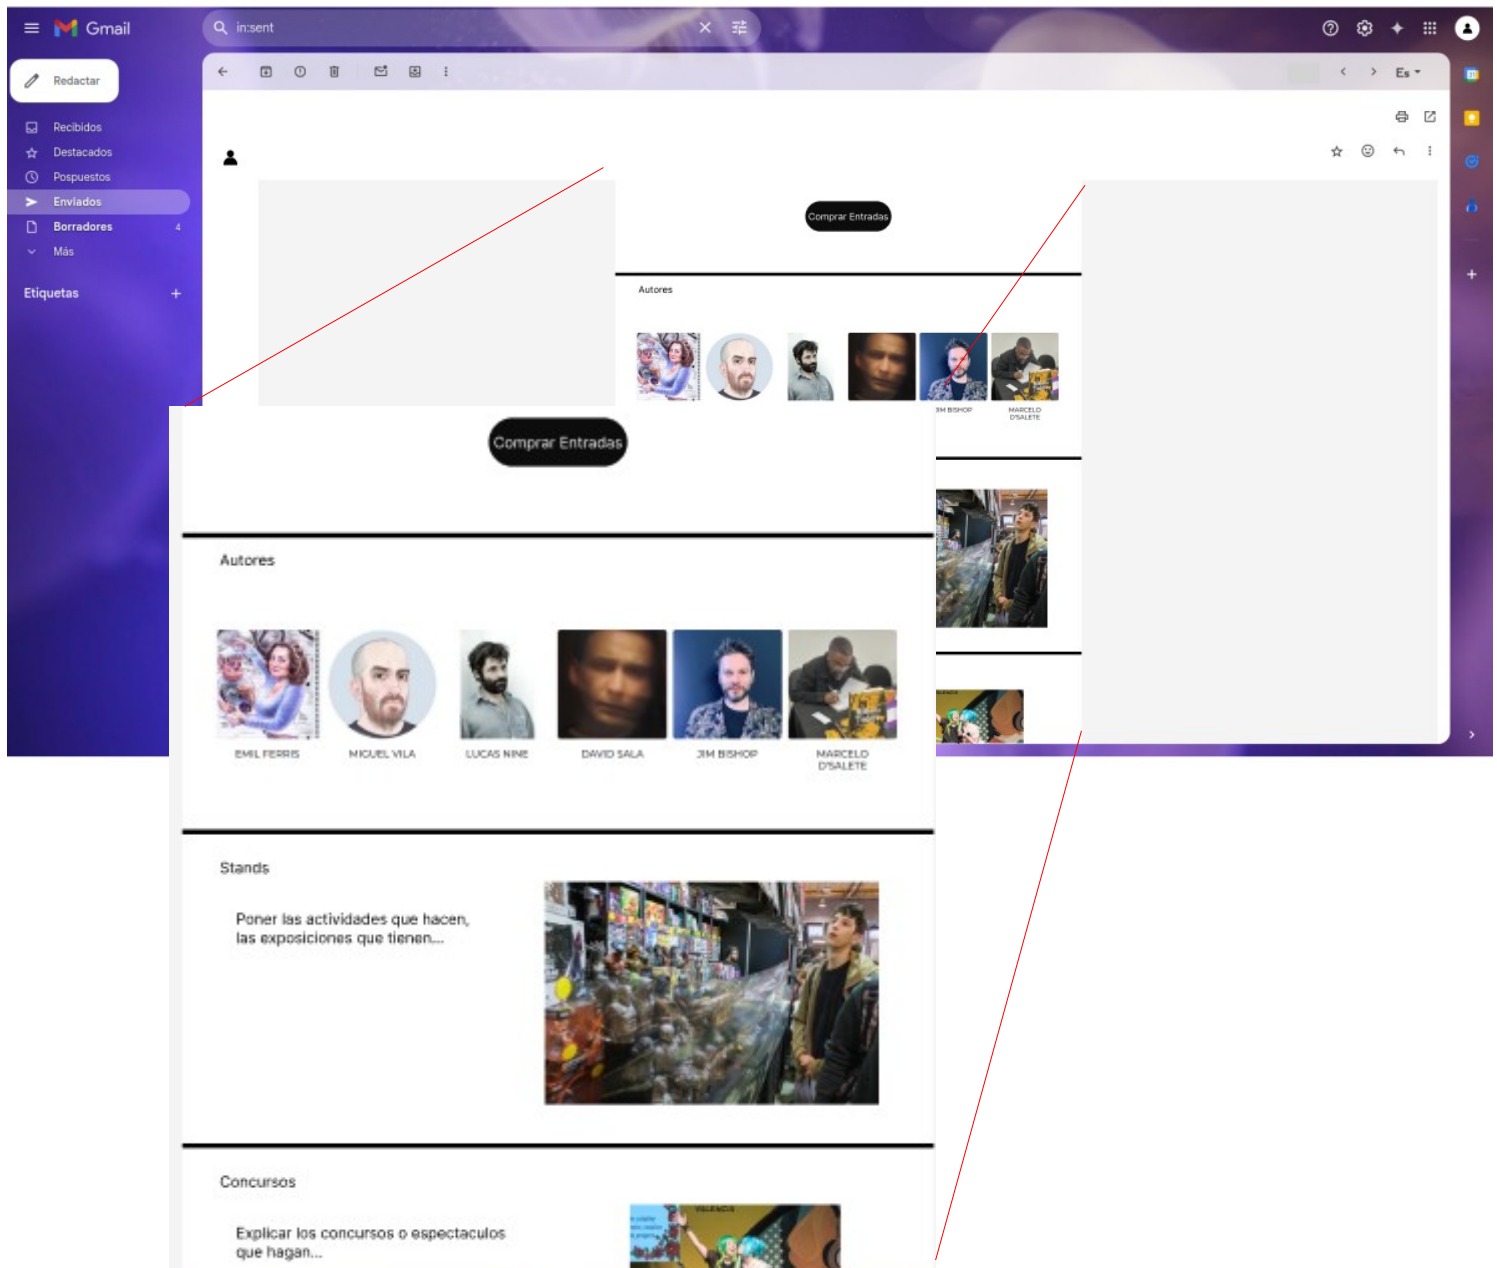 Gmail
in:sent
Redactar
Es
Recibidos
Destacados
Pospuestos
Enviados
Borradores 4
Más
Etiquetas
Comprar Entradas
Autores
JIM BISHOP
MARCELO
D'SALETE
Comprar Entradas
Autores
EMIL FERRIS
MIGUEL VILA
LUCAS NINE
DAVID SALA
JIM BISHOP
MARCELO
D'SALETE
Stands
Poner las actividades que hacen,
las exposiciones que tienen...
Concursos
Explicar los concursos o espectaculos
que hagan...
VALENCIA